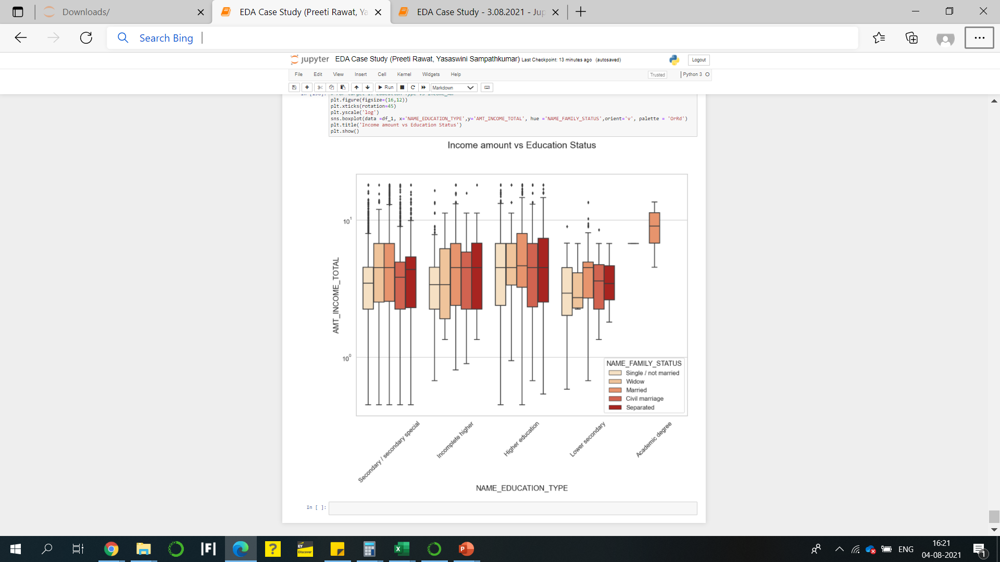 Downloads/
EDA Case Study (Preeti Rawat, Ya
EDA Case Study - 3.08.2021 - Jup
Search Bing
jupyter EDA Case Study (Preeti Rawat, Yasaswini Sampathkumar) Last Checkpoint: 13 minutes ago (autosaved)
Logout
File Edit View Insert Cell Kernel Widgets Help
Trusted
Python 3
Run
Markdown
plt.figure(figsize=(16,12))
plt.xticks(rotation=45)
plt.yscale('log')
sns.boxplot(data =df_1, x='NAME_EDUCATION_TYPE',y='AMT_INCOME_TOTAL', hue ='NAME_FAMILY_STATUS',orient='v', palette = 'OrRd')
plt.title('Income amount vs Education Status')
plt.show()
Income amount vs Education Status
10¹
AMT_INCOME_TOTAL
10⁰
NAME_FAMILY_STATUS
Single / not married
Widow
Married
Civil marriage
Separated
Secondary / secondary special
Incomplete higher
Higher education
Lower secondary
Academic degree
NAME_EDUCATION_TYPE
In [ ]:
|F|
?
EY
Discover
X
P
ENG
16:21
04-08-2021
1